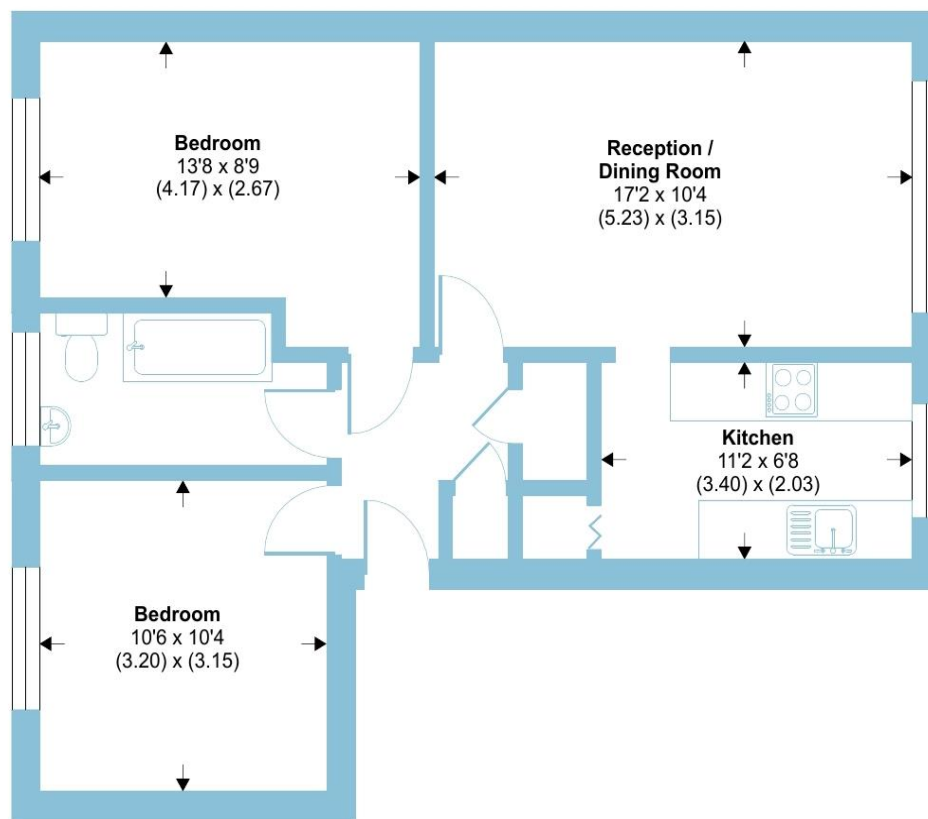 Bedroom
13'8 x 8'9
(4.17) x (2.67)
Reception /
Dining Room
17'2 x 10'4
(5.23) x (3.15)
Kitchen
11'2 x 6'8
(3.40) x (2.03)
Bedroom
10'6 x 10'4
(3.20) x (3.15)